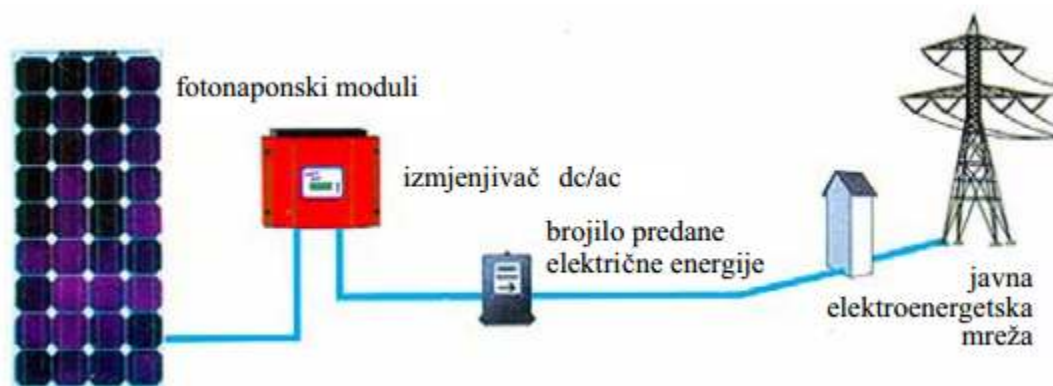 fotonaponski moduli
izmjenjivač dc/ac
brojilo predane
električne energije
javna
elektroenergetska
mreža